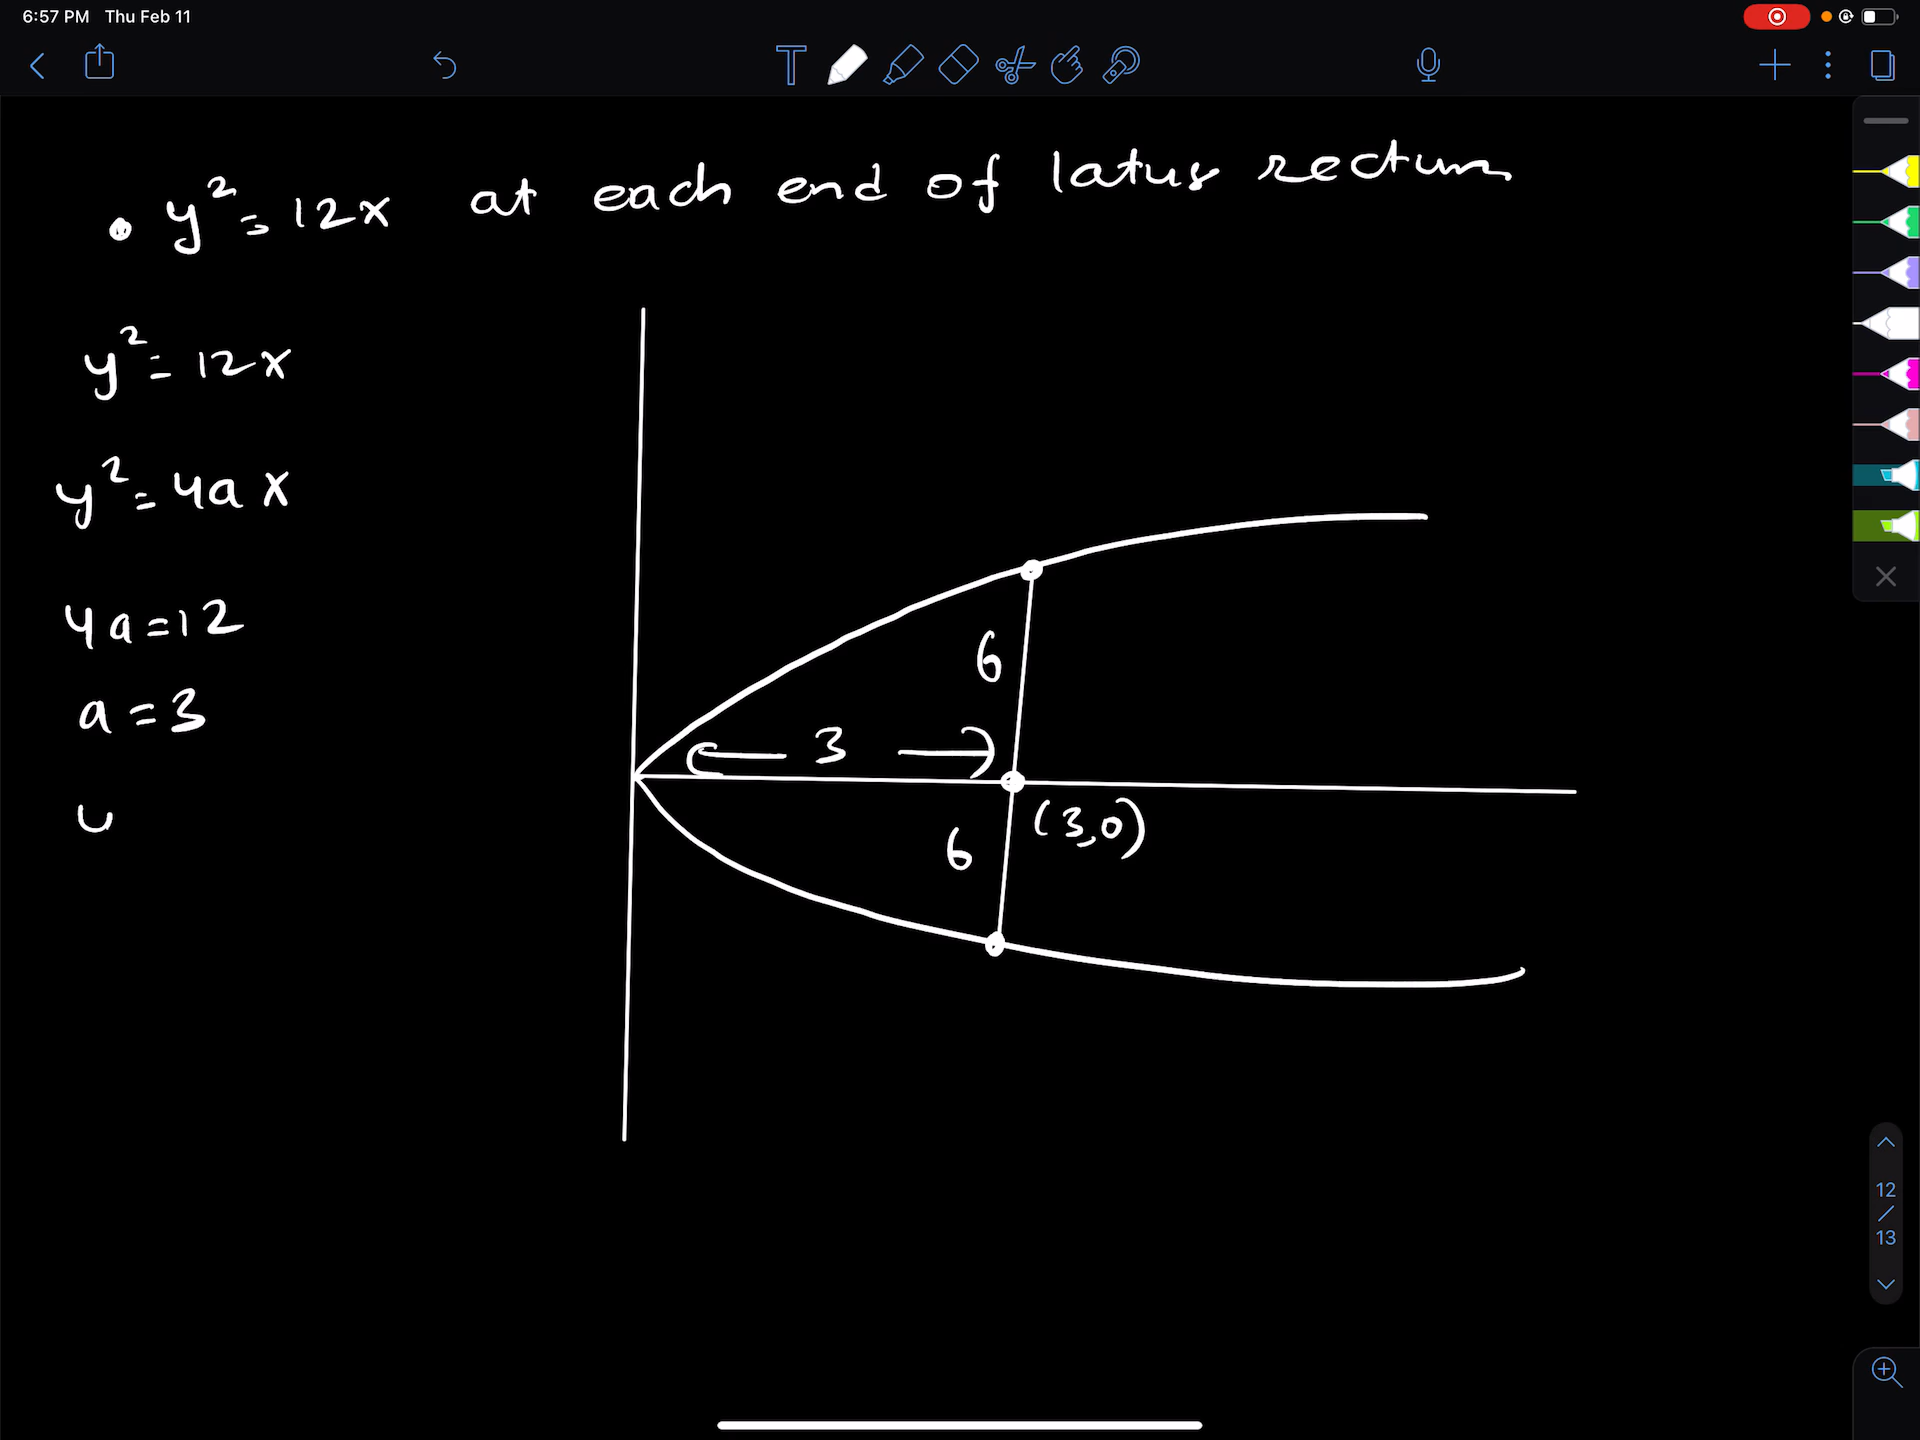 6:57 PM Thu Feb 11
T
• y² = 12x at each end of latus rectum
y² = 12x
y² = 4a x
4a = 12
a = 3
6
3
(3,0)
6
12
/
13